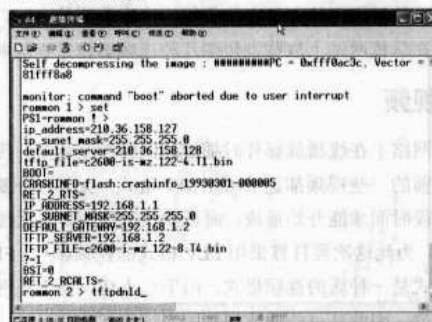 Self decompressing the image : #########PC = 0xfff0ac3c, Vector =
81fff8a8
monitor: command "boot" aborted due to user interrupt
rommon 1 > set
PS1=rommon ! >
ip_address=210.36.158.127
ip_sunet_mask=255.255.255.0
default_server=210.36.158.128
tftp_file=c2600-is-mz.122-4.T1.bin
BOOT=
CRASHINFO=flash:crashinfo_19930301-000005
RET_2_RTS=
IP_ADDRESS=192.168.1.1
IP_SUBNET_MASK=255.255.255.0
DEFAULT_GATEWAY=192.168.1.2
TFTP_SERVER=192.168.1.2
TFTP_FILE=c2600-i-mz.122-8.T4.bin
?=1
BSI=0
RET_2_RCALTS=
rommon 2 > tftpdnld_